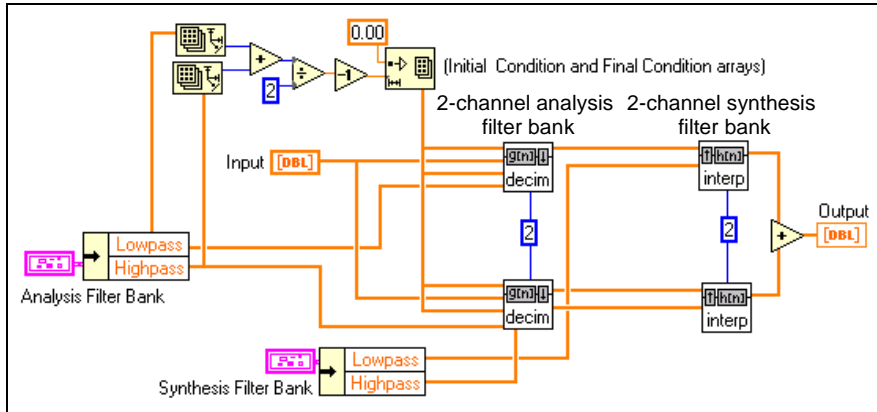 0.00
+
÷
-1
2
(Initial Condition and Final Condition arrays)
2-channel analysis
filter bank
2-channel synthesis
filter bank
Input
[DBL]
g[n]
decim
h[n]
interp
2
2
+
Output
[DBL]
Lowpass
Highpass
Analysis Filter Bank
g[n]
decim
h[n]
interp
Lowpass
Highpass
Synthesis Filter Bank